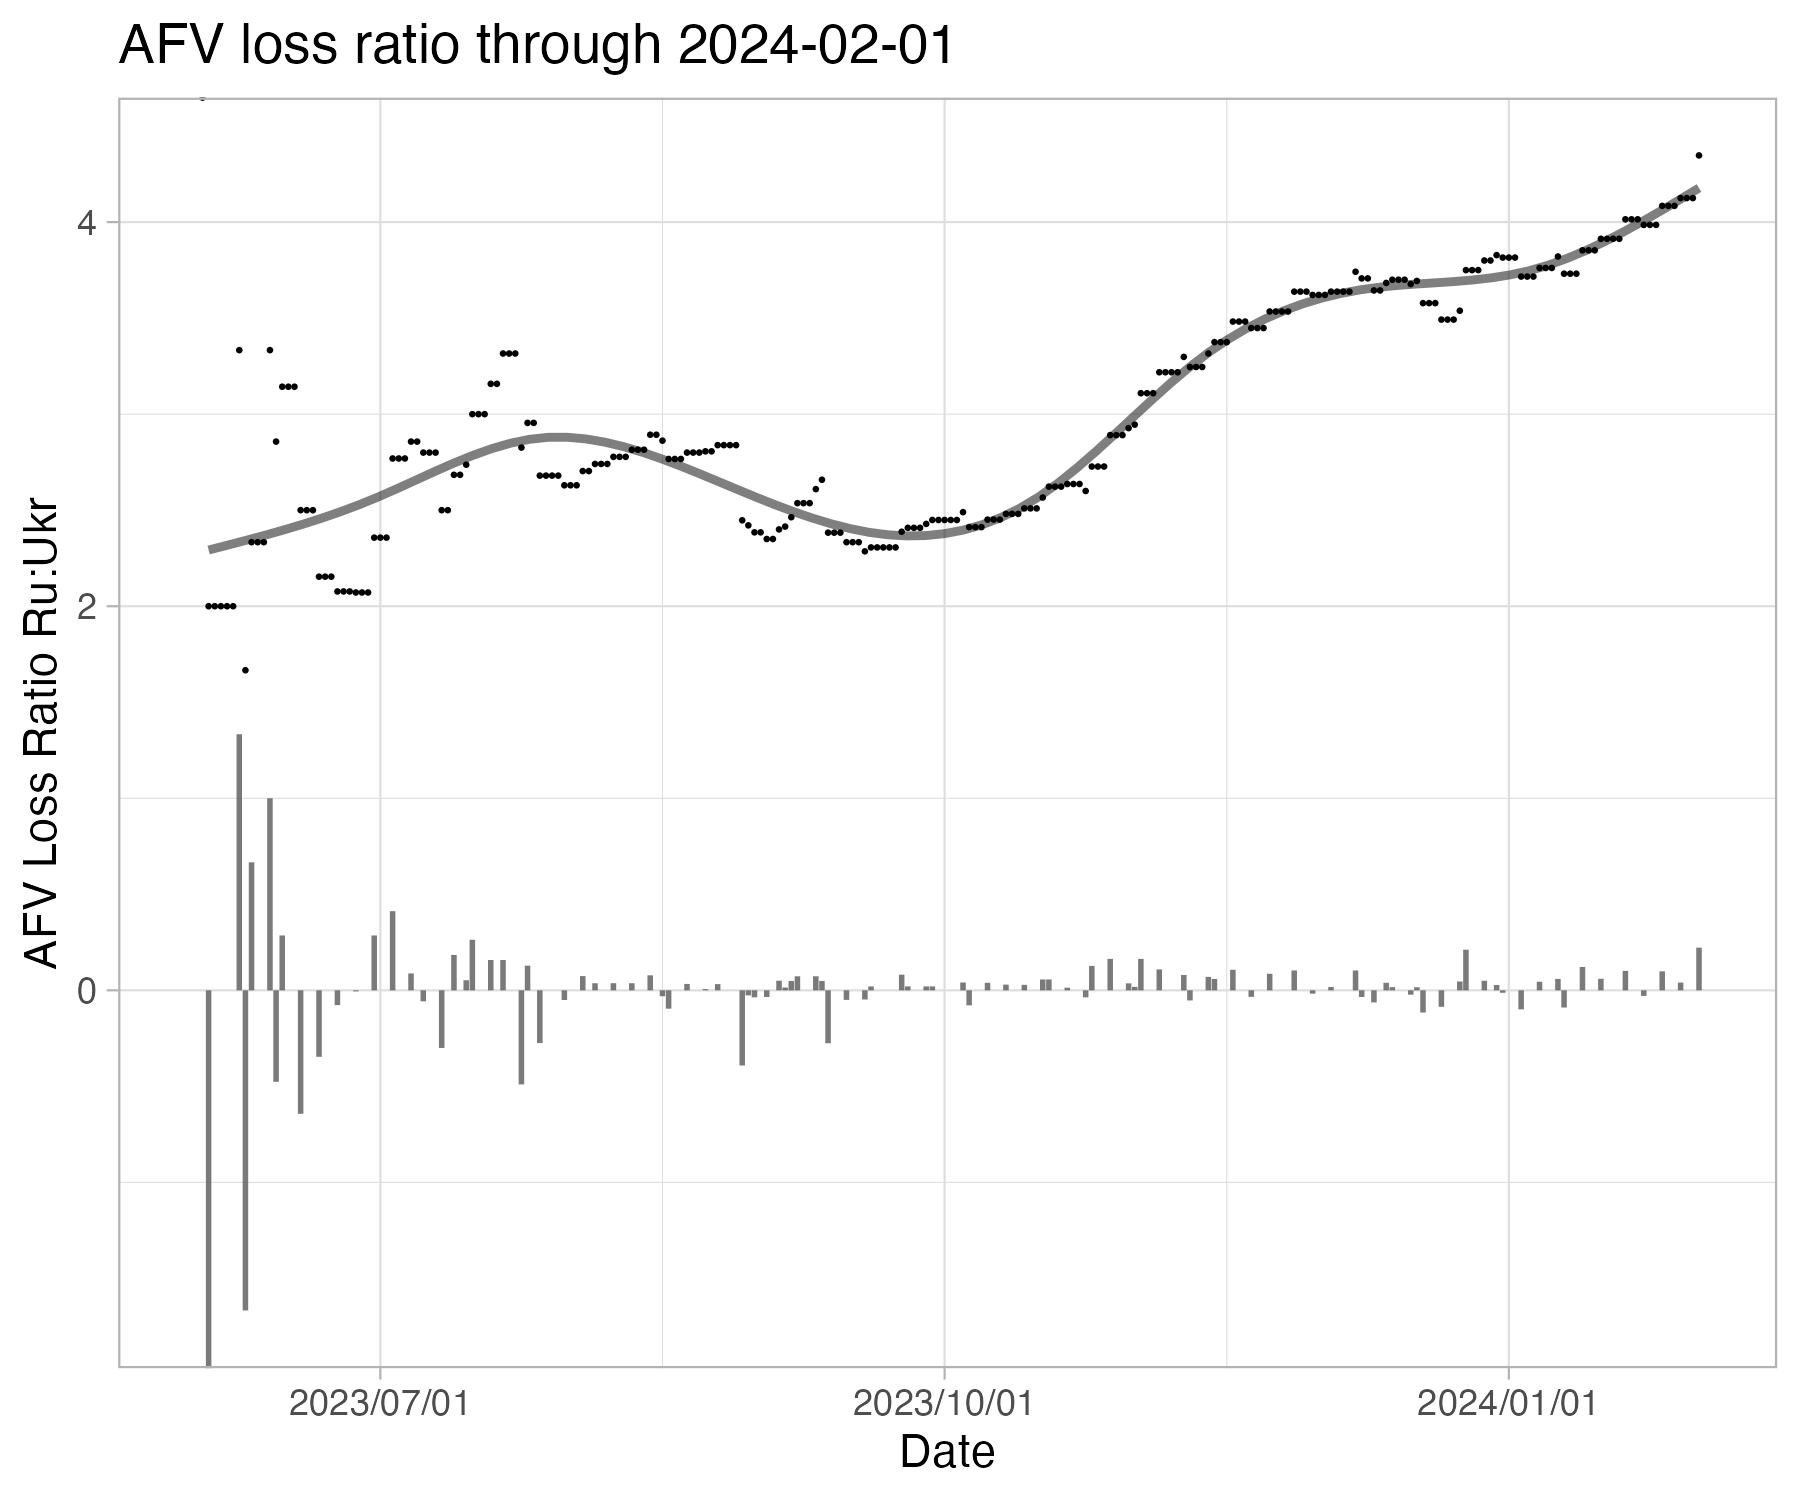 AFV loss ratio through 2024-02-01
AFV Loss Ratio Ru:Ukr
4
2
0
2023/07/01
2023/10/01
2024/01/01
Date